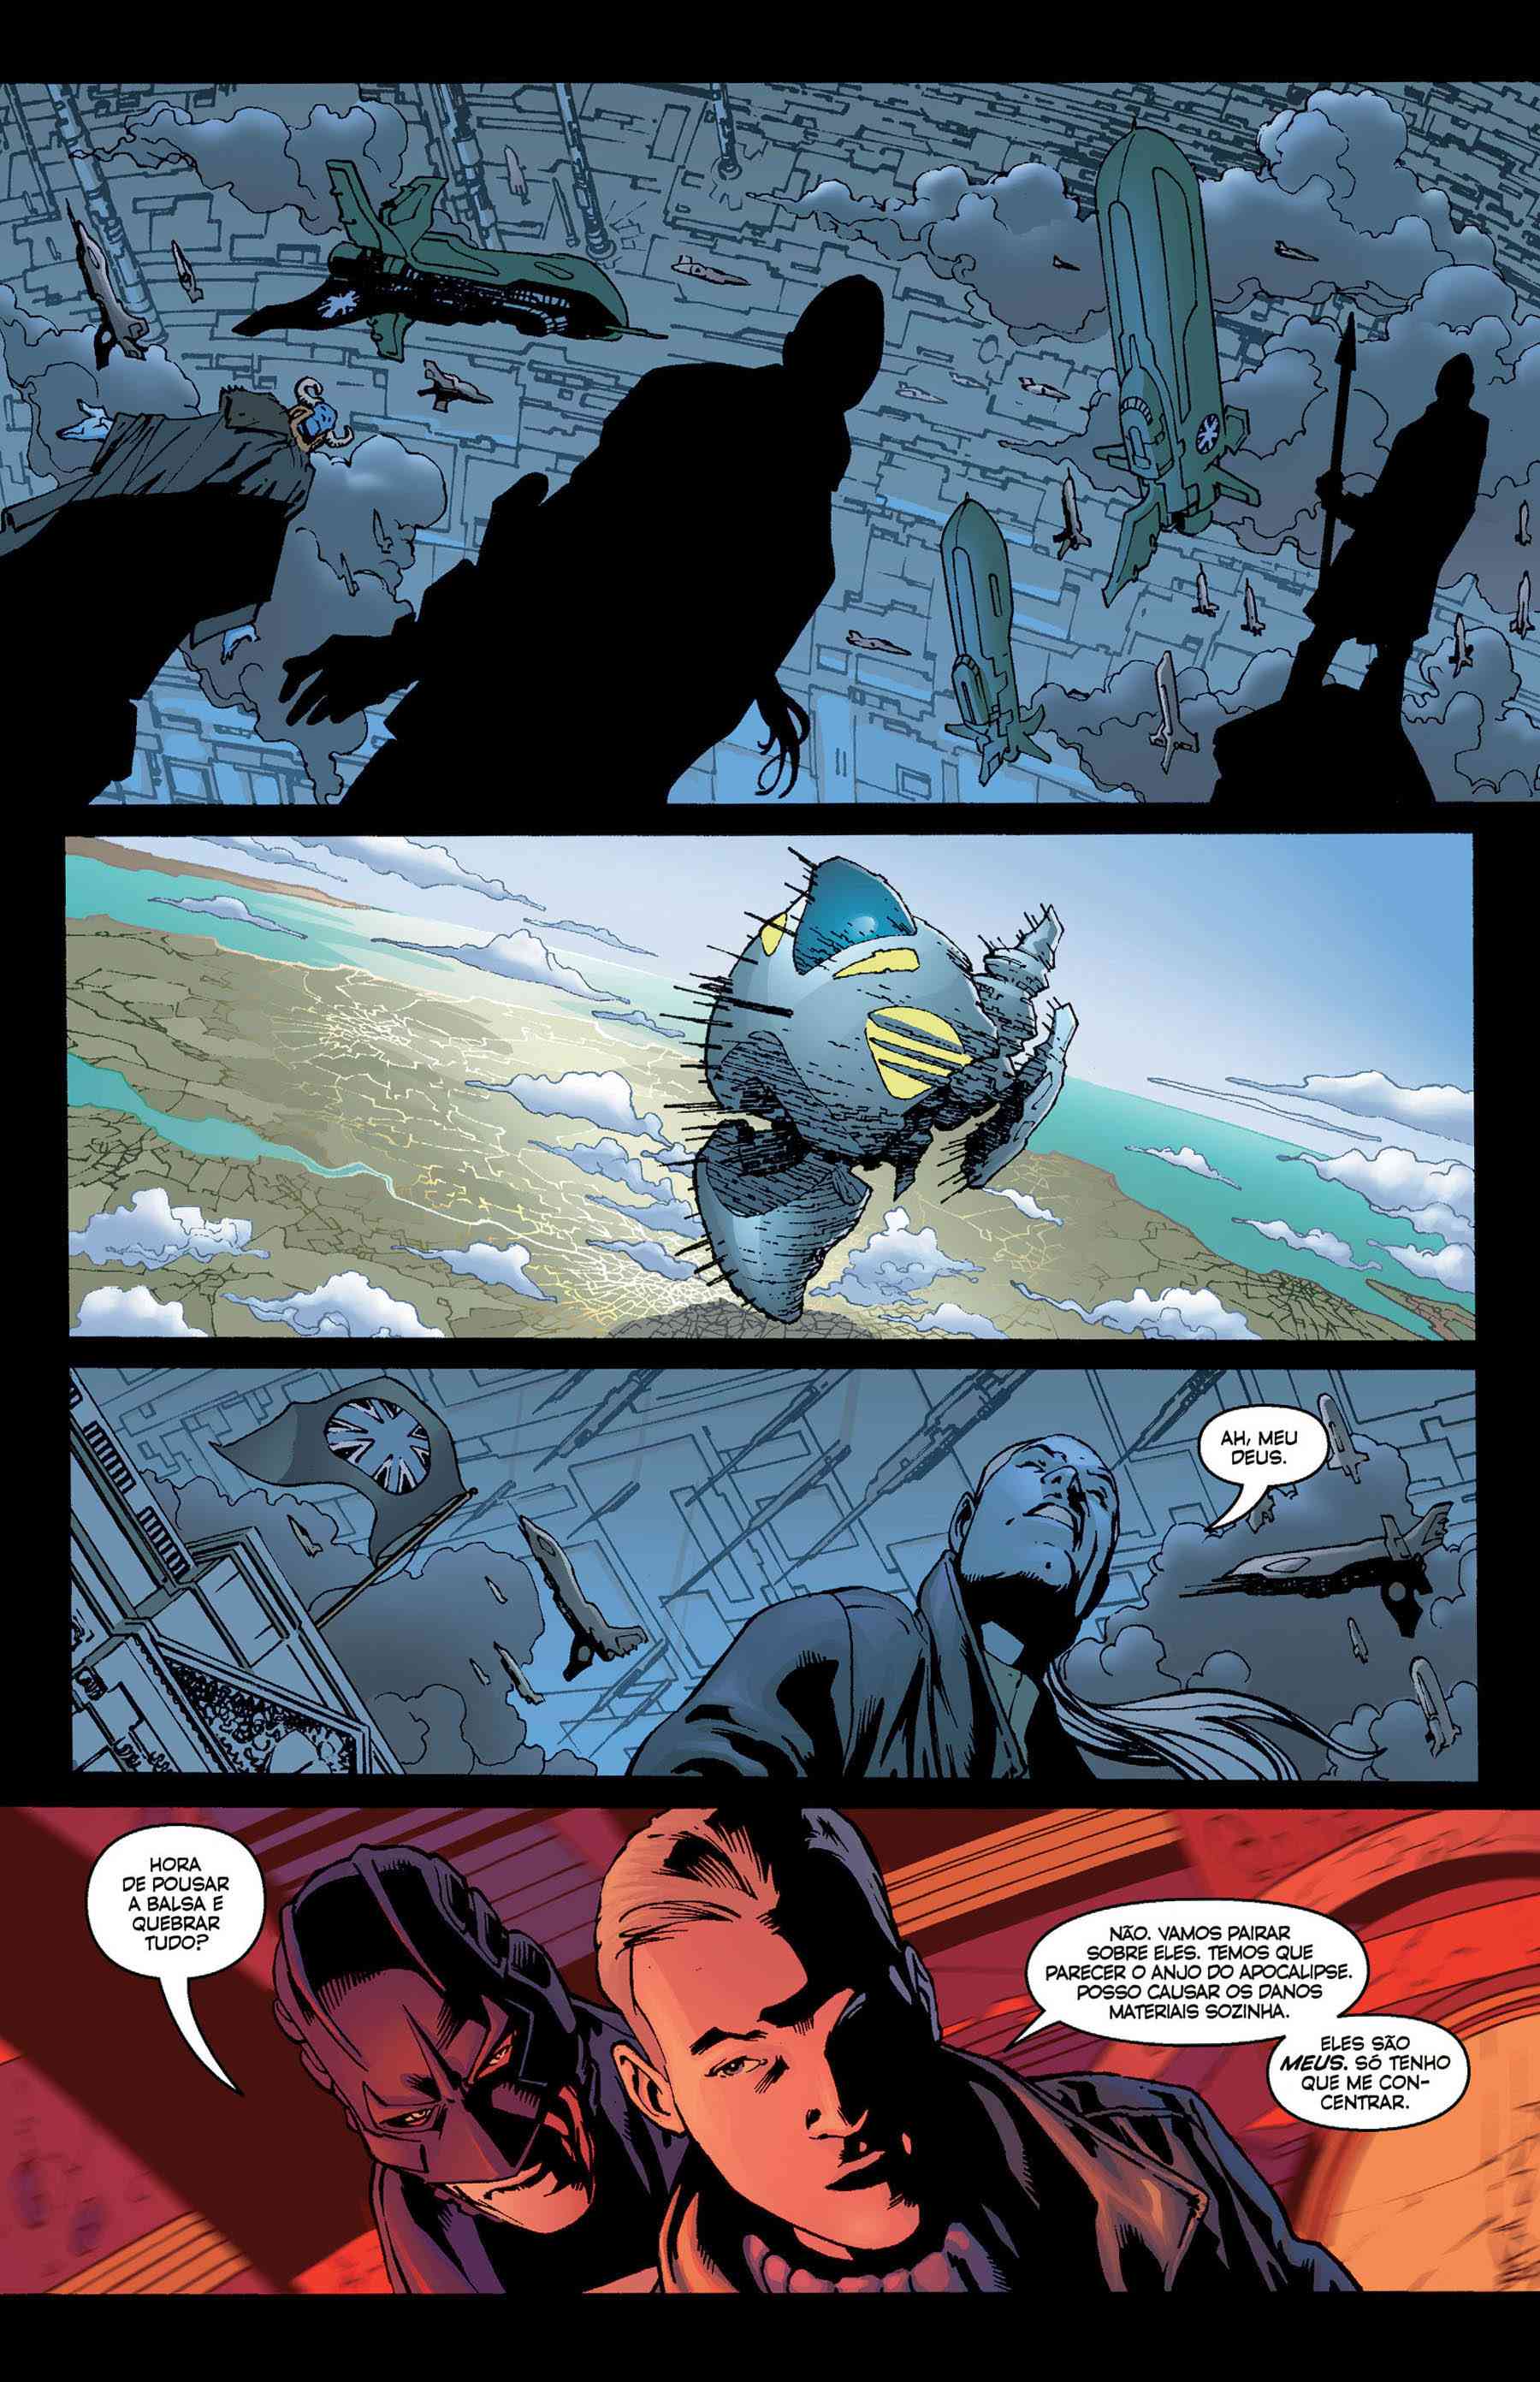 AH, MEU
DEUS.
HORA
DE POUSAR
A BALSA E
QUEBRAR
TUDO?
NÃO. VAMOS PAIRAR
SOBRE ELES. TEMOS QUE
PARECER O ANJO DO APOCALIPSE.
POSSO CAUSAR OS DANOS
MATERIAIS SOZINHA.
ELES SÃO
MEUS. SÓ TENHO
QUE ME CON-
CENTRAR.